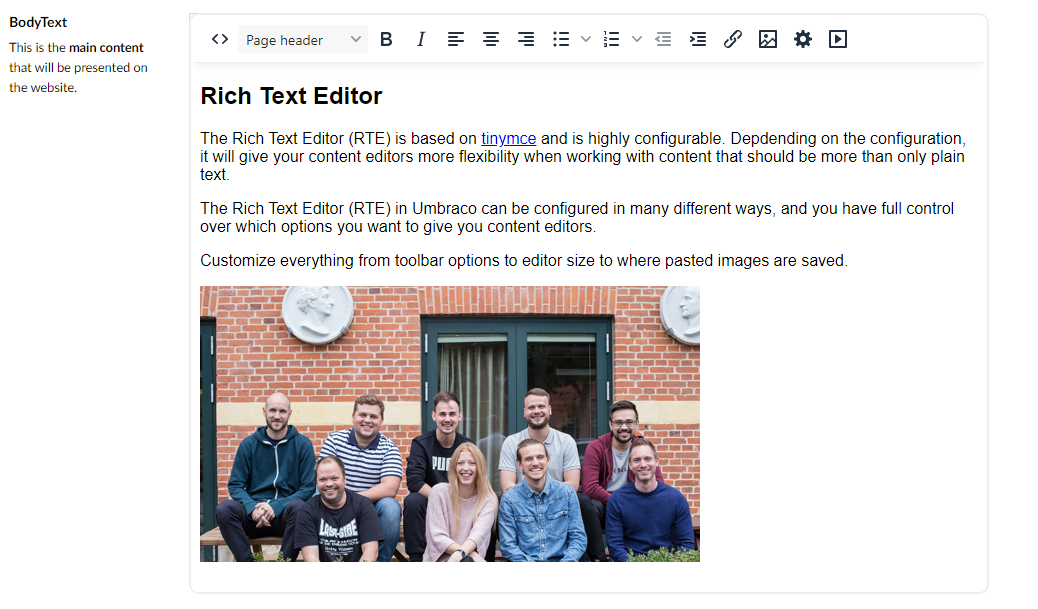 BodyText
This is the main content
that will be presented on
the website.
Page header
B
I
Rich Text Editor
The Rich Text Editor (RTE) is based on tinymce and is highly configurable. Depdending on the configuration,
it will give your content editors more flexibility when working with content that should be more than only plain
text.
The Rich Text Editor (RTE) in Umbraco can be configured in many different ways, and you have full control
over which options you want to give you content editors.
Customize everything from toolbar options to editor size to where pasted images are saved.
LAST-SIDE